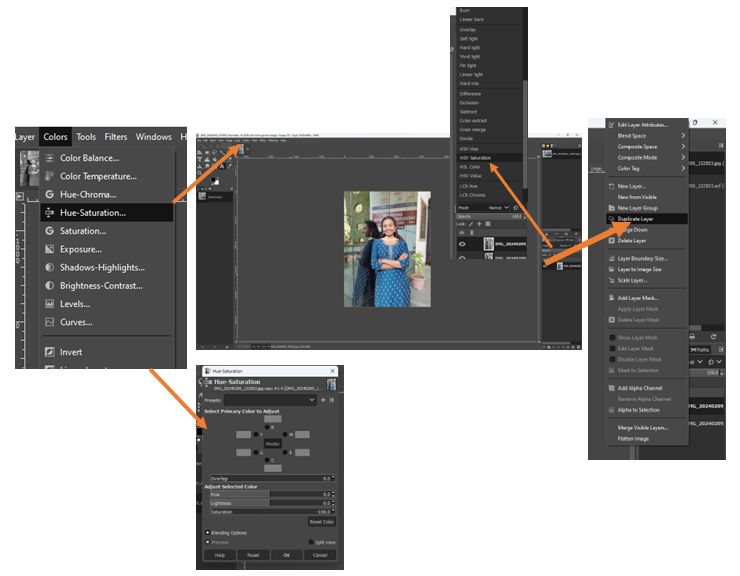 Layer Colors Tools Filters Windows H
Color Balance...
Color Temperature...
Hue-Chroma...
Hue-Saturation...
Saturation...
Exposure...
Shadows-Highlights...
Brightness-Contrast...
Levels...
Curves...
Invert
Burn
Linear burn
Overlay
Soft light
Hard light
Vivid light
Pin light
Linear light
Hard mix
Difference
Exclusion
Subtract
Grain extract
Grain merge
Divide
HSV Hue
HSV Saturation
HSL Color
HSV Value
LCH Hue
LCH Chroma
Mode Normal
Opacity 100.0
Lock:
Edit Layer Attributes...
Blend Space
Composite Space
Composite Mode
Color Tag
New Layer...
New from Visible
New Layer Group
Duplicate Layer
Merge Down
Delete Layer
Layer Boundary Size...
Layer to Image Size
Scale Layer...
Add Layer Mask...
Apply Layer Mask
Delete Layer Mask
Show Layer Mask
Edit Layer Mask
Disable Layer Mask
Mask to Selection
Add Alpha Channel
Remove Alpha Channel
Alpha to Selection
Merge Visible Layers...
Flatten Image
Paths
Hue-Saturation
Hue-Saturation
Presets:
Select Primary Color to Adjust
R
Y M
Master
G B
C
Overlap 0.0
Adjust Selected Color
Hue 0.0
Lightness 0.0
Saturation -100.0
Reset Color
Blending Options
Preview Split view
Help Reset OK Cancel